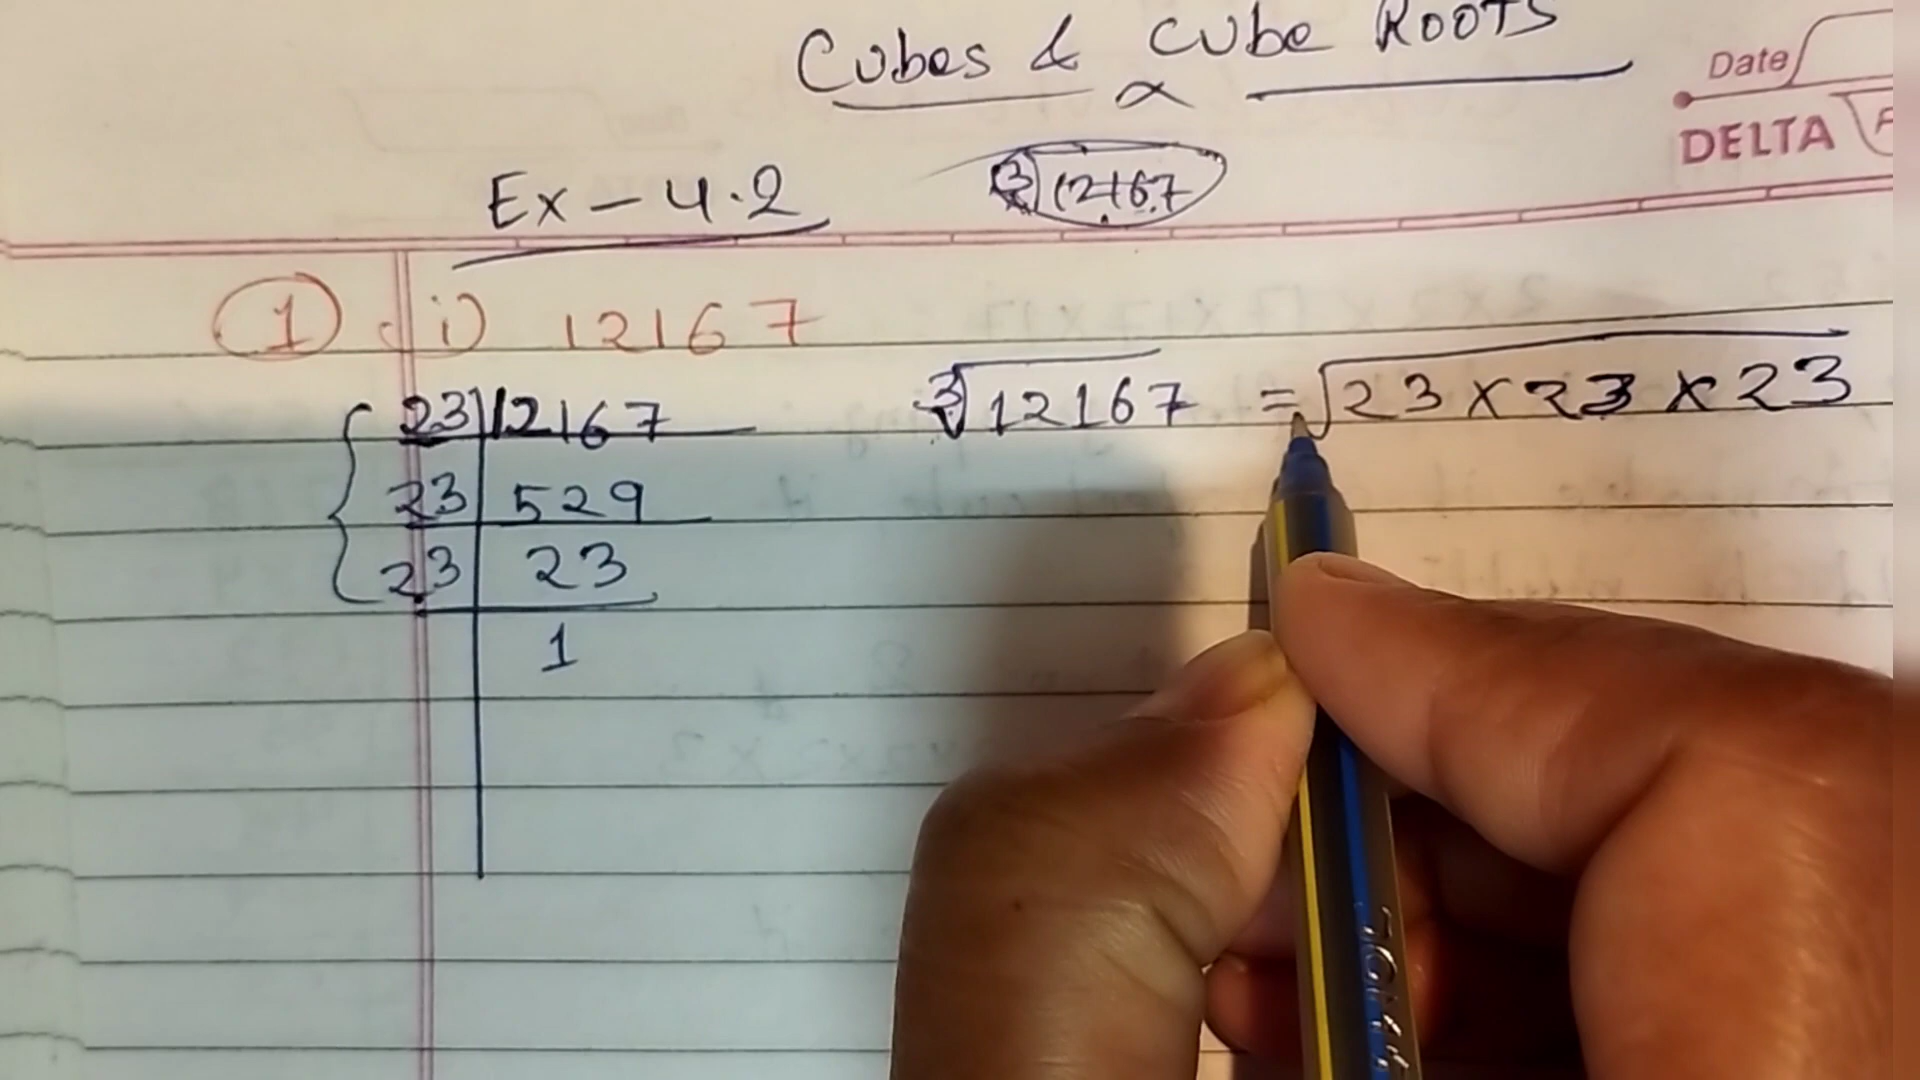 Cubes & Cube Roots
Date
DELTA
Ex - 4.2 ∛12167
1 i) 12167
23 | 12167 ∛12167 = √23 × 23 × 23
23 | 529
23 | 23
1